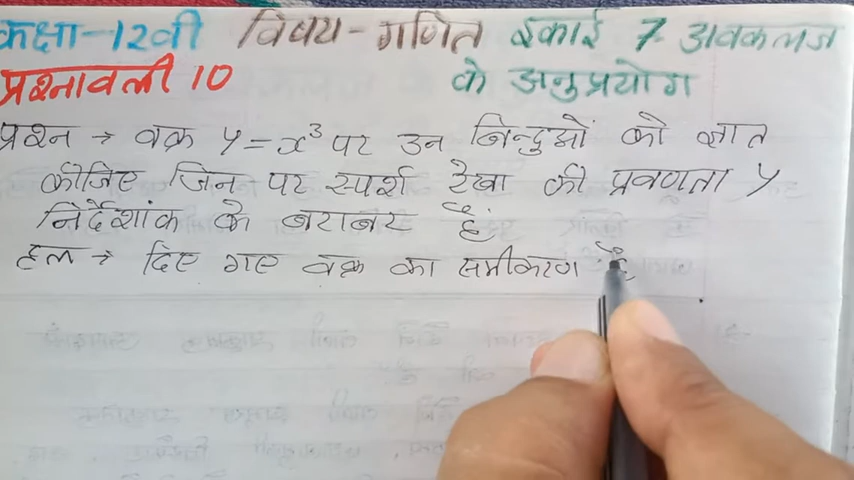 कक्षा-12वी विषय-गणित इकाई 7 अवकलज
प्रश्नावली 10 के अनुप्रयोग
प्रश्न → वक्र y = x³ पर उन बिन्दुओं को ज्ञात
कीजिए जिन पर स्पर्श रेखा की प्रवणता y
निर्देशांक के बराबर है
हल → दिए गए वक्र का समीकरण है